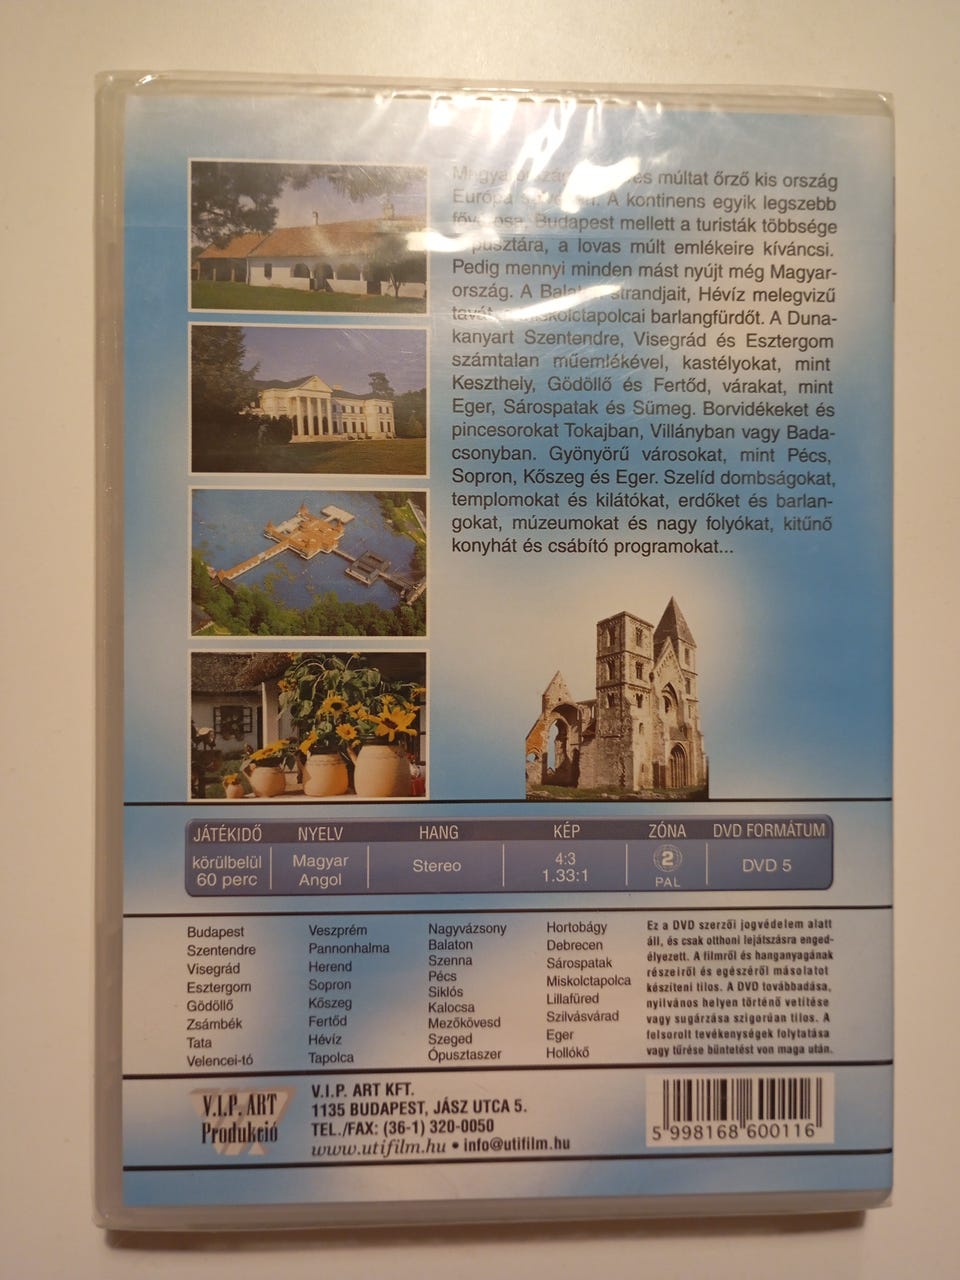 múltat őrző kis ország
Európa A kontinens egyik legszebb
Budapest mellett a turisták többsége
pusztára, a lovas múlt emlékeire kíváncsi.
Pedig mennyi minden mást nyújt még Magyar-
ország. A strandjait, Hévíz melegvizű
tavát, miskolctapolcai barlangfürdőt. A Duna-
kanyart Szentendre, Visegrád és Esztergom
számtalan műemlékével, kastélyokat, mint
Keszthely, Gödöllő és Fertőd, várakat, mint
Eger, Sárospatak és Sümeg. Borvidékeket és
pincesorokat Tokajban, Villányban vagy Bada-
csonyban. Gyönyörű városokat, mint Pécs,
Sopron, Kőszeg és Eger. Szelíd dombságokat,
templomokat és kilátókat, erdőket és barlan-
gokat, múzeumokat és nagy folyókat, kitűnő
konyhát és csábító programokat...
JÁTÉKIDŐ NYELV HANG KÉP ZÓNA DVD FORMÁTUM
körülbelül
60 perc
Magyar
Angol
Stereo
4:3
1.33:1
2
PAL
DVD 5
Budapest
Szentendre
Visegrád
Esztergom
Gödöllő
Zsámbék
Tata
Velencei-tó
Veszprém
Pannonhalma
Herend
Sopron
Kőszeg
Fertőd
Hévíz
Tapolca
Nagyvázsony
Balaton
Szenna
Pécs
Siklós
Kalocsa
Mezőkövesd
Szeged
Ópusztaszer
Hortobágy
Debrecen
Sárospatak
Miskolctapolca
Lillafüred
Szilvásvárad
Eger
Hollókő
Ez a DVD szerzői jogvédelem alatt
áll, és csak otthoni lejátszásra enged-
élyezett. A filmről és hanganyagának
részeiről és egészéről másolatot
készíteni tilos. A DVD továbbadása,
nyilvános helyen történő vetítése
vagy sugárzása szigorúan tilos. A
felsorolt tevékenységek folytatása
vagy tűrése büntetést von maga után.
V.I.P. ART
Produkció
V.I.P. ART KFT.
1135 BUDAPEST, JÁSZ UTCA 5.
TEL./FAX: (36-1) 320-0050
www.utifilm.hu • info@utifilm.hu
5 998168 600116